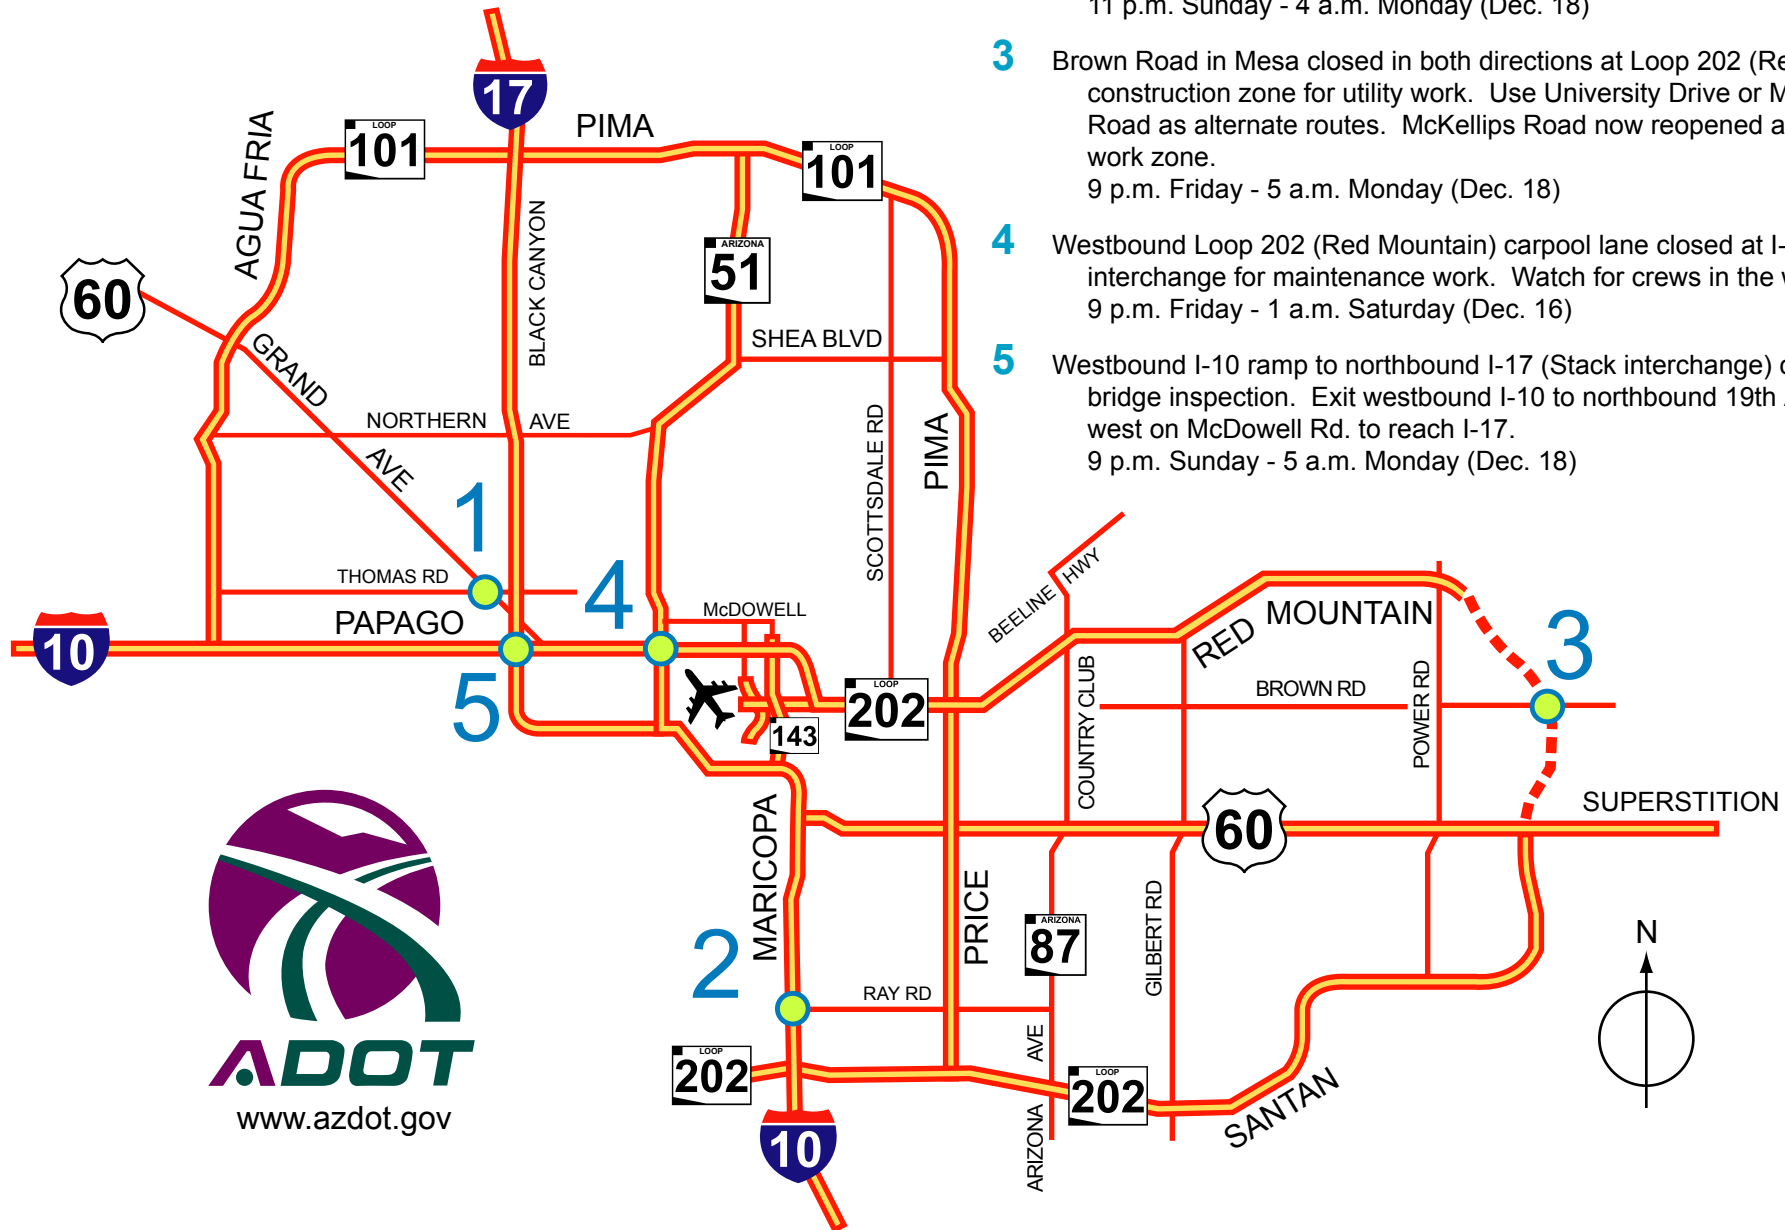 11 p.m. Sunday - 4 a.m. Monday (Dec. 18)
3 Brown Road in Mesa closed in both directions at Loop 202 (Re
construction zone for utility work. Use University Drive or M
Road as alternate routes. McKellips Road now reopened a
work zone.
9 p.m. Friday - 5 a.m. Monday (Dec. 18)
4 Westbound Loop 202 (Red Mountain) carpool lane closed at I-
interchange for maintenance work. Watch for crews in the
9 p.m. Friday - 1 a.m. Saturday (Dec. 16)
5 Westbound I-10 ramp to northbound I-17 (Stack interchange)
bridge inspection. Exit westbound I-10 to northbound 19th
west on McDowell Rd. to reach I-17.
9 p.m. Sunday - 5 a.m. Monday (Dec. 18)
17
PIMA
LOOP
101
LOOP
101
AGUA FRIA
BLACK CANYON
ARIZONA
51
60
GRAND
AVE
SHEA BLVD
NORTHERN AVE
SCOTTSDALE RD
PIMA
1
THOMAS RD
4
McDOWELL
PAPAGO
10
5
BEELINE HWY
RED
MOUNTAIN
3
COUNTRY CLUB
BROWN RD
POWER RD
LOOP
202
143
MARICOPA
60
SUPERSTITION
PRICE
ARIZONA
87
GILBERT RD
2
RAY RD
N
LOOP
202
ARIZONA AVE
LOOP
202
SANTAN
10
ADOT
www.azdot.gov